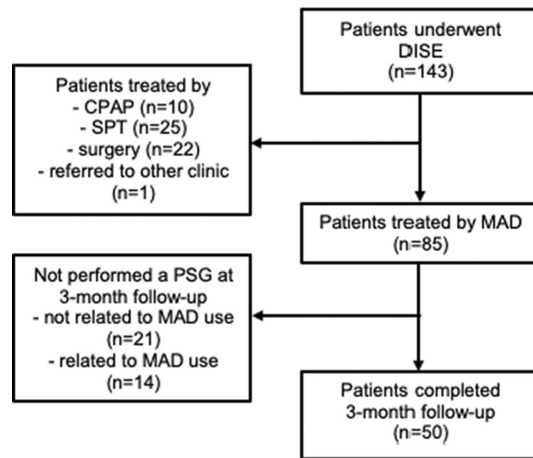 Patients underwent
DISE
(n=143)
Patients treated by
- CPAP (n=10)
- SPT (n=25)
- surgery (n=22)
- referred to other clinic
(n=1)
Patients treated by MAD
(n=85)
Not performed a PSG at
3-month follow-up
- not related to MAD use
(n=21)
- related to MAD use
(n=14)
Patients completed
3-month follow-up
(n=50)